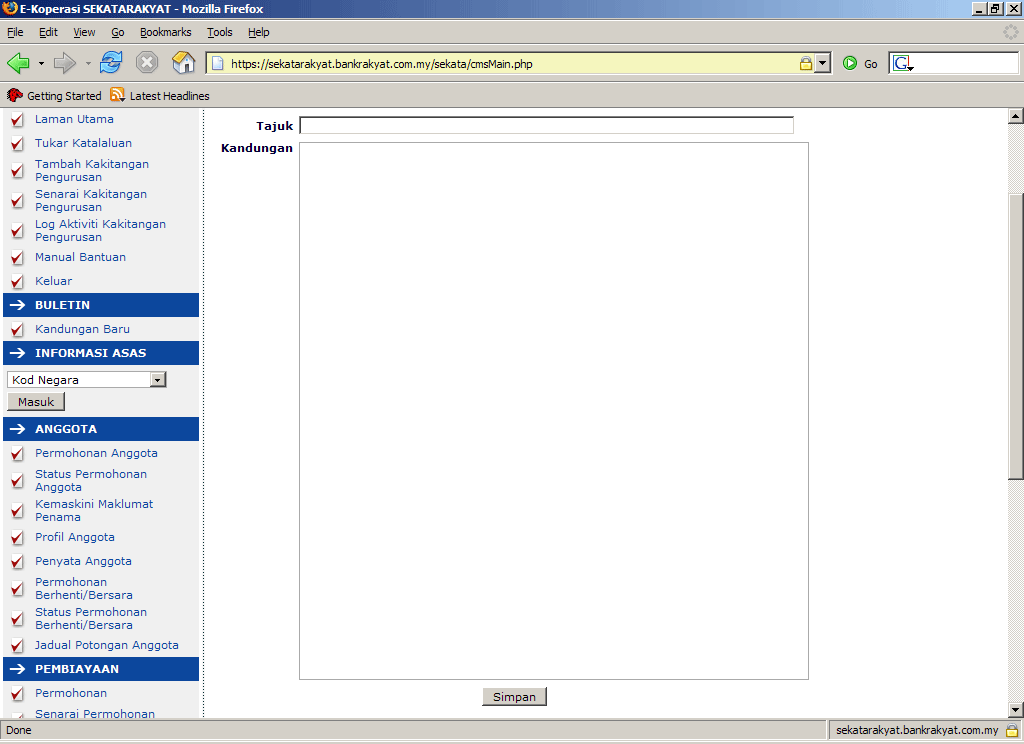 E-Koperasi SEKATARAKYAT - Mozilla Firefox
File Edit View Go Bookmarks Tools Help
https://sekatarakyat.bankrakyat.com.my/sekata/cmsMain.php
Go
G
Getting Started
Latest Headlines
Laman Utama
Tukar Katalaluan
Tambah Kakitangan
Pengurusan
Senarai Kakitangan
Pengurusan
Log Aktiviti Kakitangan
Pengurusan
Manual Bantuan
Keluar
BULETIN
Kandungan Baru
INFORMASI ASAS
Kod Negara
Masuk
ANGGOTA
Permohonan Anggota
Status Permohonan
Anggota
Kemaskini Maklumat
Penama
Profil Anggota
Penyata Anggota
Permohonan
Berhenti/Bersara
Status Permohonan
Berhenti/Bersara
Jadual Potongan Anggota
PEMBIAYAAN
Permohonan
Senarai Permohonan
Tajuk
Kandungan
Simpan
Done
sekatarakyat.bankrakyat.com.my